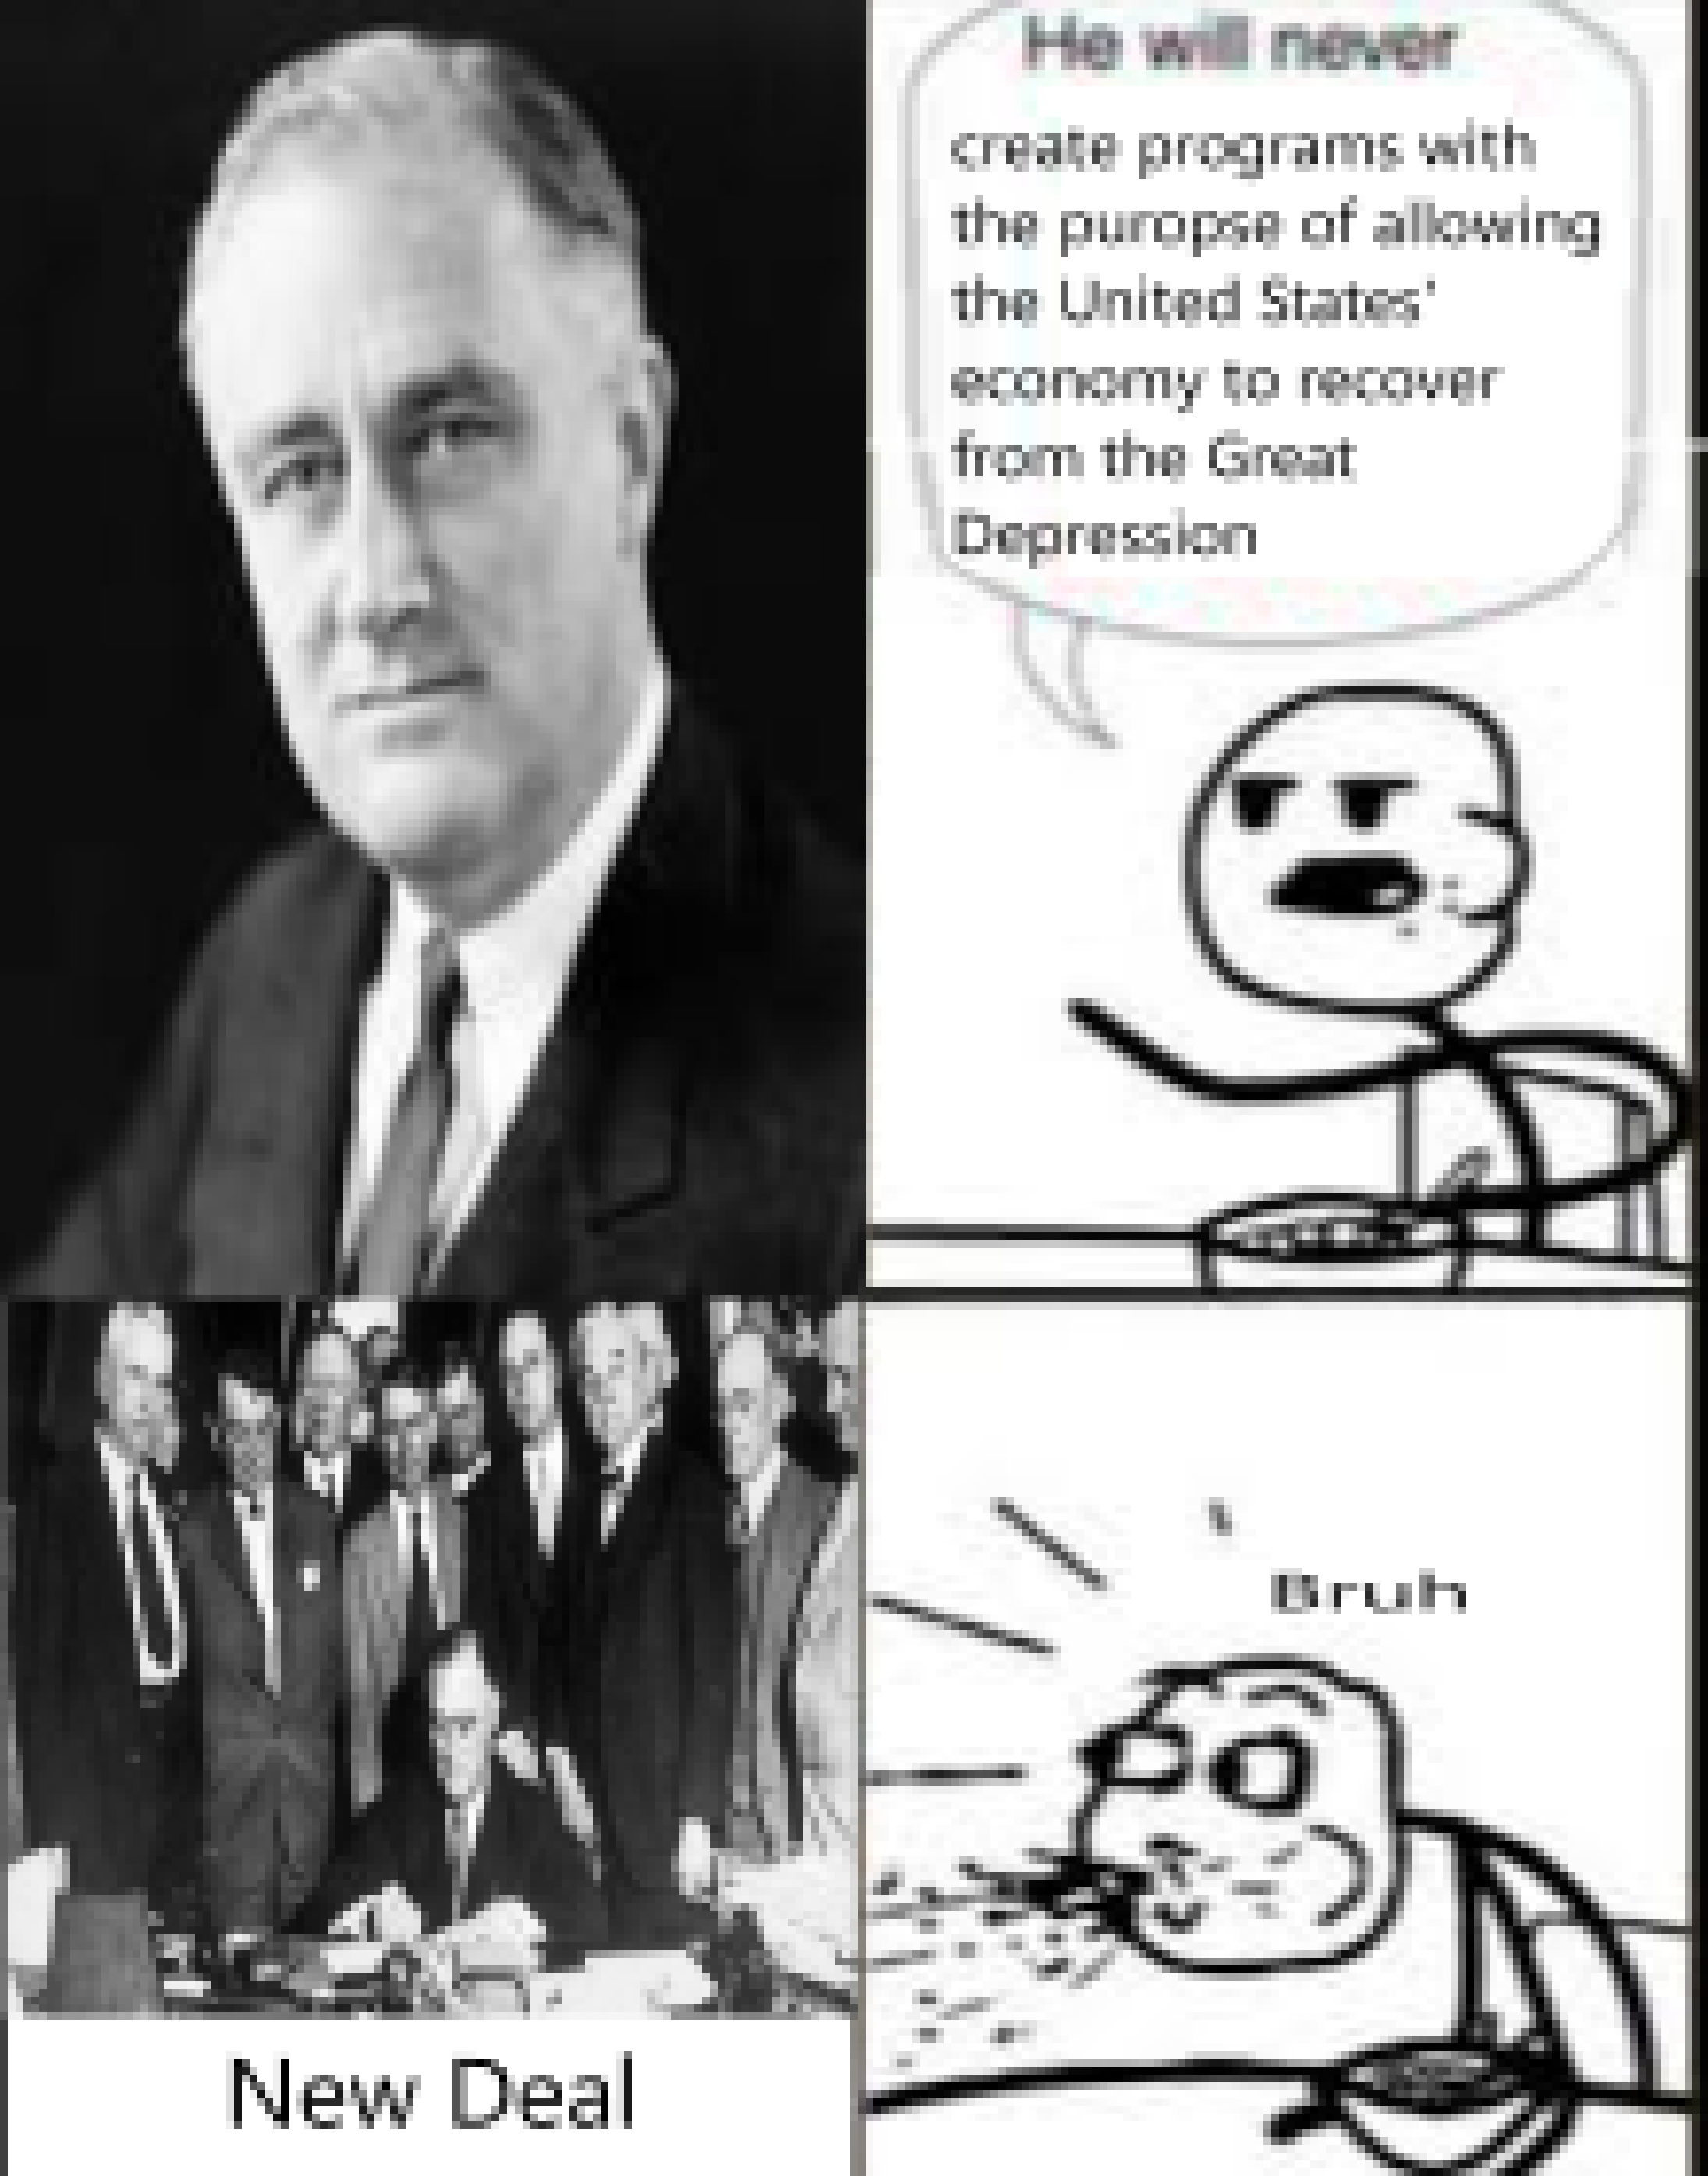 He will never
create programs with
the puropse of allowing
the United States'
economy to recover
from the Great
Depression
Bruh
New Deal